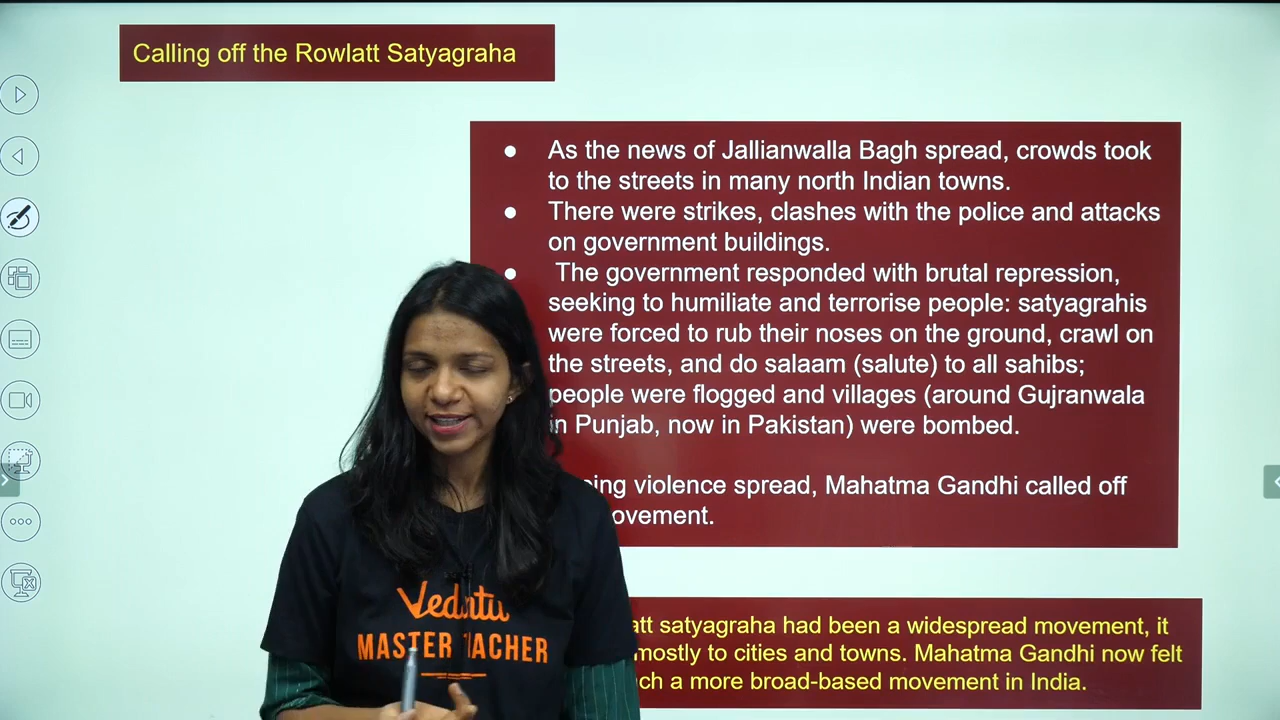 Calling off the Rowlatt Satyagraha
● As the news of Jallianwalla Bagh spread, crowds took
to the streets in many north Indian towns.
● There were strikes, clashes with the police and attacks
on government buildings.
● The government responded with brutal repression,
seeking to humiliate and terrorise people: satyagrahis
were forced to rub their noses on the ground, crawl on
the streets, and do salaam (salute) to all sahibs;
people were flogged and villages (around Gujranwala
in Punjab, now in Pakistan) were bombed.
violence spread, Mahatma Gandhi called off
satyagraha had been a widespread movement, it
mostly to cities and towns. Mahatma Gandhi now felt
a more broad-based movement in India.
Vedantu
MASTER TEACHER